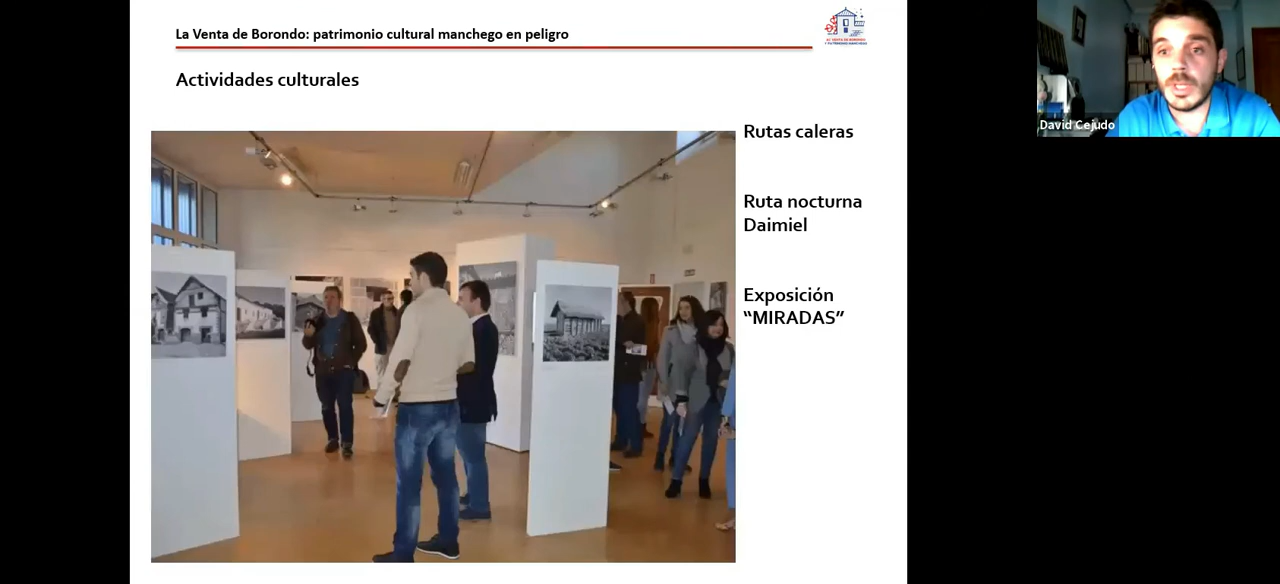 La Venta de Borondo: patrimonio cultural manchego en peligro
Actividades culturales
Rutas caleras
Ruta nocturna
Daimiel
Exposición
“MIRADAS”
David Cejudo